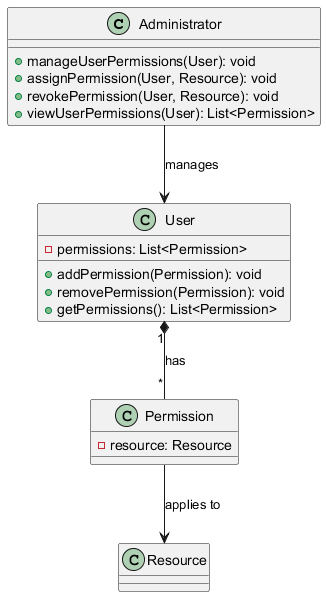 C Administrator
manageUserPermissions(User): void
assignPermission(User, Resource): void
revokePermission(User, Resource): void
viewUserPermissions(User): List<Permission>
manages
C User
permissions: List<Permission>
addPermission(Permission): void
removePermission(Permission): void
getPermissions(): List<Permission>
1
has
*
C Permission
resource: Resource
applies to
C Resource